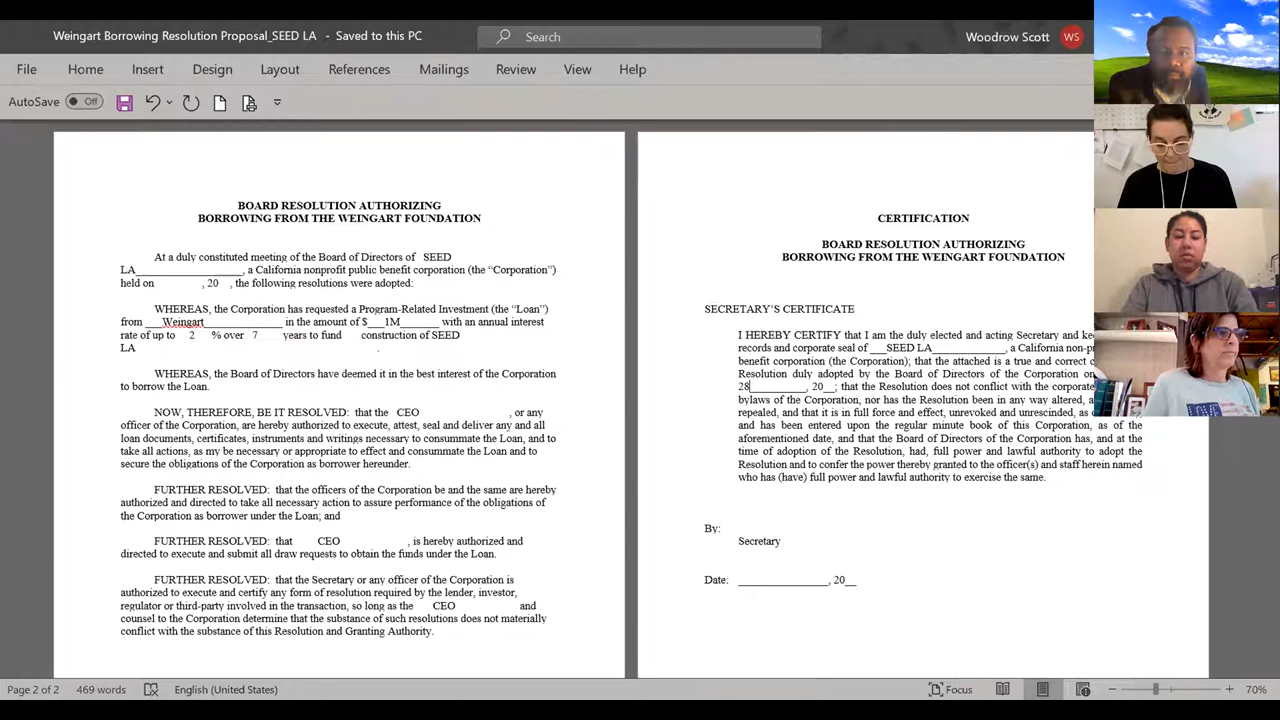 Weingart Borrowing Resolution Proposal_SEED LA - Saved to this PC
Search
Woodrow Scott
WS
File Home Insert Design Layout References Mailings Review View Help
AutoSave Off
BOARD RESOLUTION AUTHORIZING
BORROWING FROM THE WEINGART FOUNDATION
At a duly constituted meeting of the Board of Directors of SEED
LA____________________, a California nonprofit public benefit corporation (the “Corporation”)
held on , 20 , the following resolutions were adopted:
WHEREAS, the Corporation has requested a Program-Related Investment (the “Loan”)
from ___Weingart______________ in the amount of $___1M_______ with an annual interest
rate of up to 2 % over 7 years to fund construction of SEED
LA .
WHEREAS, the Board of Directors have deemed it in the best interest of the Corporation
to borrow the Loan.
NOW, THEREFORE, BE IT RESOLVED: that the CEO , or any
officer of the Corporation, are hereby authorized to execute, attest, seal and deliver any and all
loan documents, certificates, instruments and writings necessary to consummate the Loan, and to
take all actions, as my be necessary or appropriate to effect and consummate the Loan and to
secure the obligations of the Corporation as borrower hereunder.
FURTHER RESOLVED: that the officers of the Corporation be and the same are hereby
authorized and directed to take all necessary action to assure performance of the obligations of
the Corporation as borrower under the Loan; and
FURTHER RESOLVED: that CEO , is hereby authorized and
directed to execute and submit all draw requests to obtain the funds under the Loan.
FURTHER RESOLVED: that the Secretary or any officer of the Corporation is
authorized to execute and certify any form of resolution required by the lender, investor,
regulator or third-party involved in the transaction, so long as the CEO and
counsel to the Corporation determine that the substance of such resolutions does not materially
conflict with the substance of this Resolution and Granting Authority.
CERTIFICATION
BOARD RESOLUTION AUTHORIZING
BORROWING FROM THE WEINGART FOUNDATION
SECRETARY’S CERTIFICATE
I HEREBY CERTIFY that I am the duly elected and acting Secretary and
records and corporate seal of ___SEED LA_____________, a California
benefit corporation (the Corporation); that the attached is a true and correct
Resolution duly adopted by the Board of Directors of the Corporation on
28__________, 20__; that the Resolution does not conflict with the corporate
bylaws of the Corporation, nor has the Resolution been in any way altered,
repealed, and that it is in full force and effect, unrevoked and unrescinded, as
and has been entered upon the regular minute book of this Corporation, as of the
aforementioned date, and that the Board of Directors of the Corporation has, and at the
time of adoption of the Resolution, had, full power and lawful authority to adopt the
Resolution and to confer the power thereby granted to the officer(s) and staff herein named
who has (have) full power and lawful authority to exercise the same.
By:
Secretary
Date: ________________, 20__
Page 2 of 2 469 words English (United States) Focus 70%